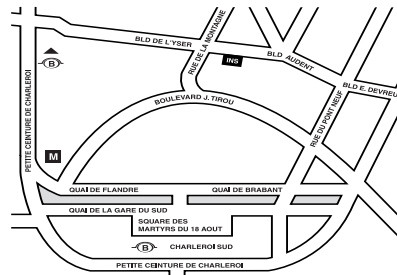 BLD DE L'YSER
RUE DE LA MONTAGNE
INS
BLD AUDENT
BLD E. DEVREU
B
PETITE CEINTURE DE CHARLEROI
BOULEVARD J. TIROU
RUE DU PONT NEUF
M
QUAI DE FLANDRE
QUAI DE BRABANT
QUAI DE LA GARE DU SUD
SQUARE DES
MARTYRS DU 18 AOUT
B
CHARLEROI SUD
PETITE CEINTURE DE CHARLEROI